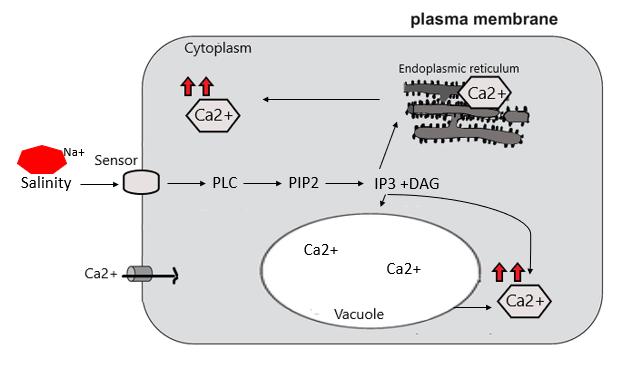 plasma membrane
Cytoplasm
Endoplasmic reticulum
Ca2+
Ca2+
Na+
Sensor
Salinity
PLC
PIP2
IP3 +DAG
Ca2+
Ca2+
Ca2+
Ca2+
Vacuole